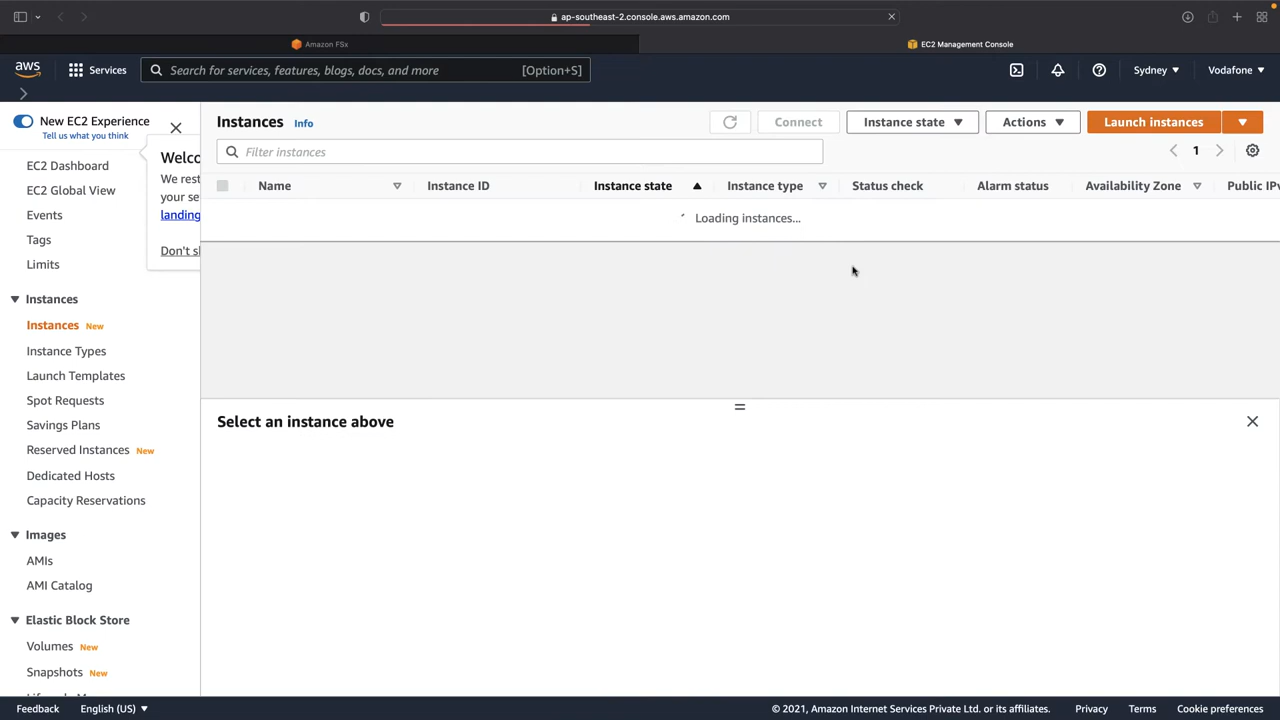 ap-southeast-2.console.aws.amazon.com
Amazon FSx
EC2 Management Console
aws
Services
Search for services, features, blogs, docs, and more
[Option+S]
Sydney
Vodafone
New EC2 Experience
Tell us what you think
Welco
We rest
your se
landing
Don't sh
EC2 Dashboard
EC2 Global View
Events
Tags
Limits
Instances
Instances New
Instance Types
Launch Templates
Spot Requests
Savings Plans
Reserved Instances New
Dedicated Hosts
Capacity Reservations
Images
AMIs
AMI Catalog
Elastic Block Store
Volumes New
Snapshots New
Instances Info
Connect
Instance state
Actions
Launch instances
Filter instances
1
Name
Instance ID
Instance state
Instance type
Status check
Alarm status
Availability Zone
Public IPv
Loading instances...
Select an instance above
Feedback
English (US)
© 2021, Amazon Internet Services Private Ltd. or its affiliates.
Privacy
Terms
Cookie preferences